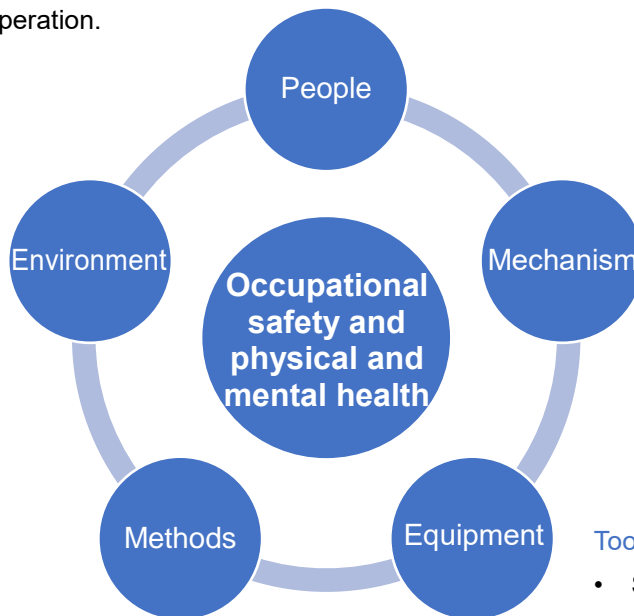 peration.
People
Environment
Mechanism
Occupational
safety and
physical and
mental health
Methods
Equipment
Too
• S